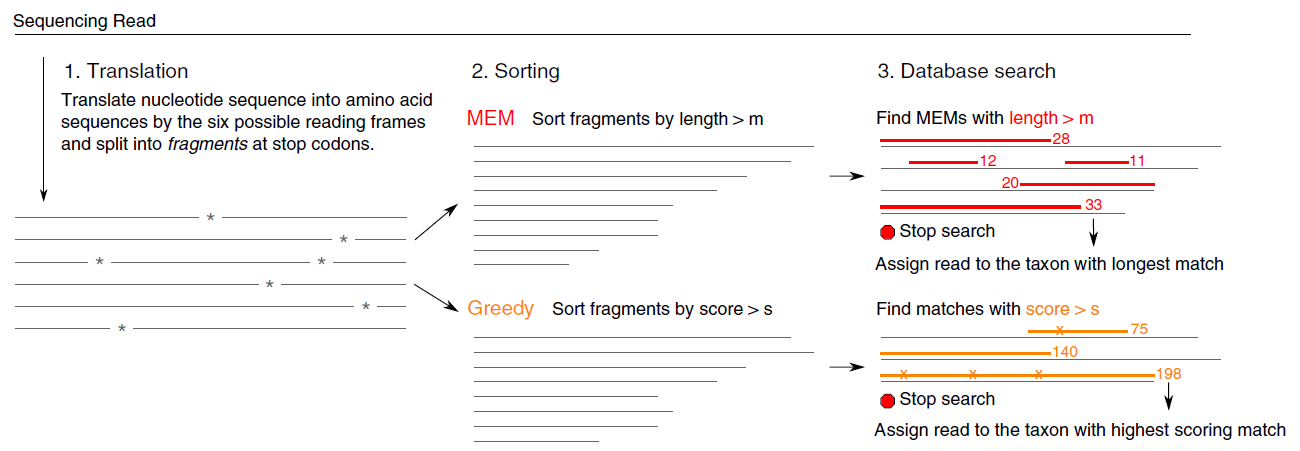 Sequencing Read
1. Translation
Translate nucleotide sequence into amino acid
sequences by the six possible reading frames
and split into fragments at stop codons.
*
*
* *
*
*
*
2. Sorting
MEM Sort fragments by length > m
Greedy Sort fragments by score > s
3. Database search
Find MEMs with length > m
28
12 11
20
33
Stop search
Assign read to the taxon with longest match
Find matches with score > s
x 75
140
x x x 198
Stop search
Assign read to the taxon with highest scoring match